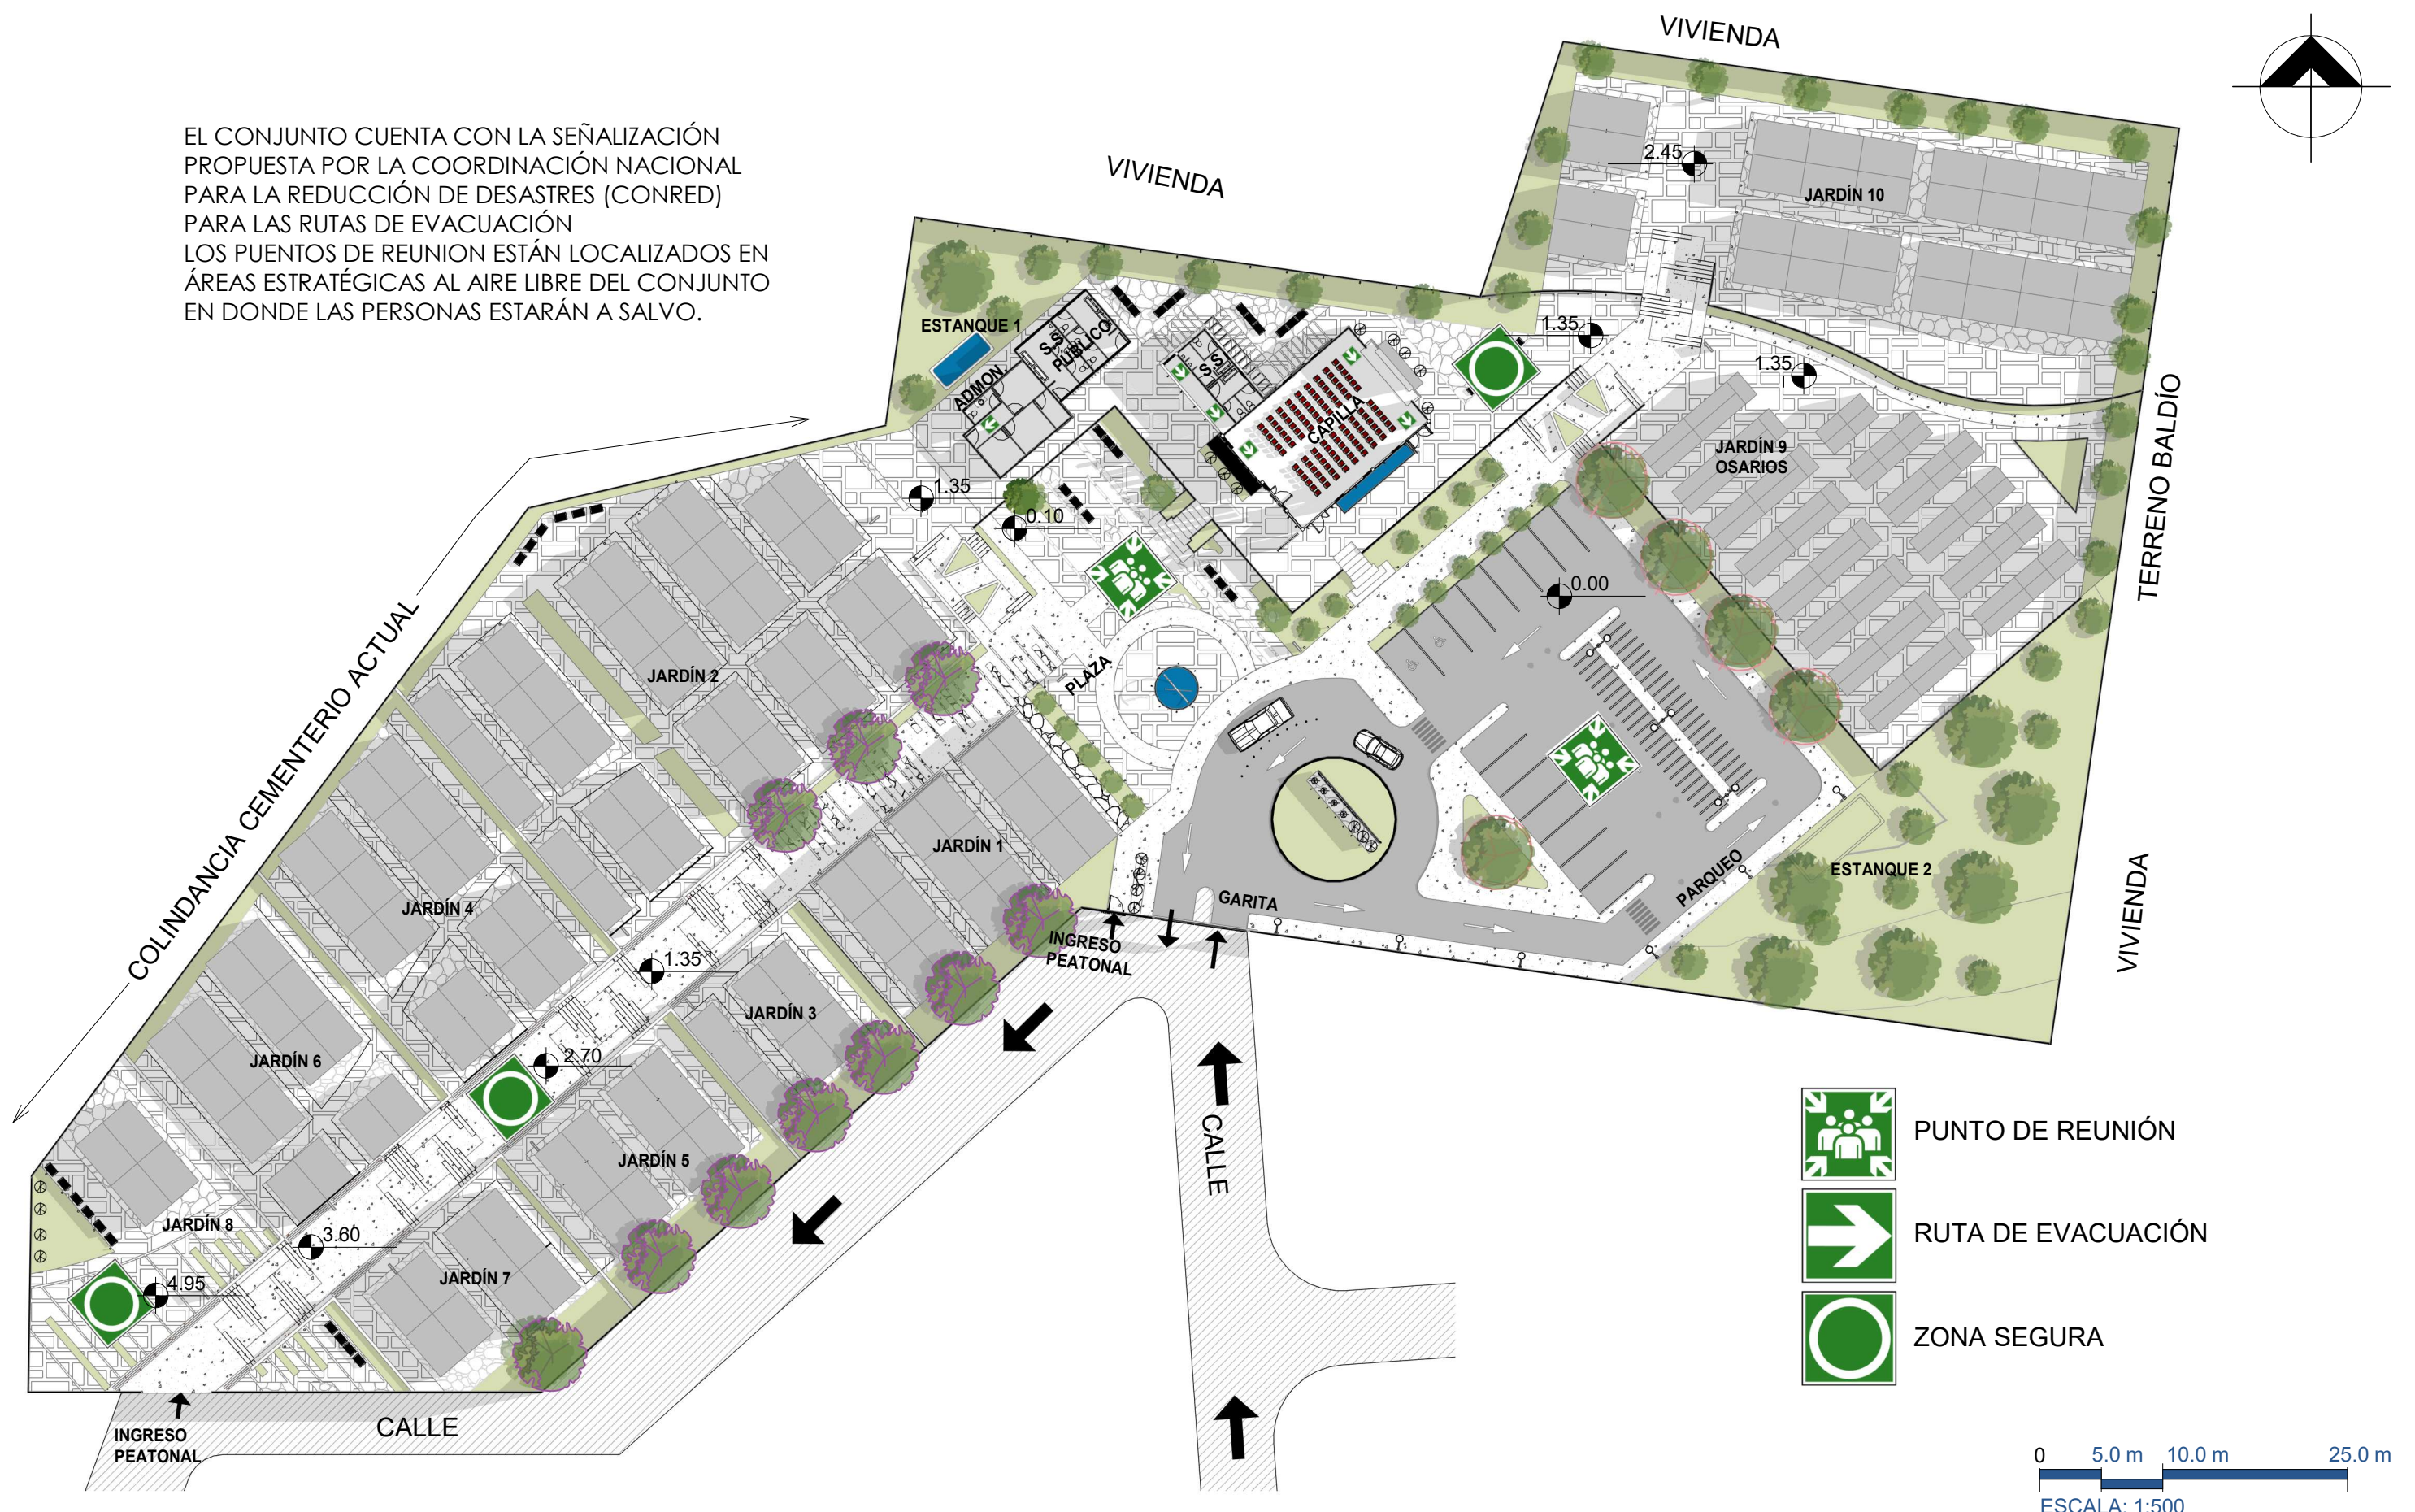 VIVIENDA
EL CONJUNTO CUENTA CON LA SEÑALIZACIÓN
PROPUESTA POR LA COORDINACIÓN NACIONAL
PARA LA REDUCCIÓN DE DESASTRES (CONRED)
PARA LAS RUTAS DE EVACUACIÓN
LOS PUENTOS DE REUNION ESTÁN LOCALIZADOS EN
ÁREAS ESTRATÉGICAS AL AIRE LIBRE DEL CONJUNTO
EN DONDE LAS PERSONAS ESTARÁN A SALVO.
VIVIENDA
2.45
JARDÍN 10
ESTANQUE 1
S.S.
PÚBLICO
ADMON.
S.S.
CAPILLA
1.35
1.35
TERRENO BALDÍO
JARDÍN 9
OSARIOS
1.35
0.10
0.00
COLINDANCIA CEMENTERIO ACTUAL
JARDÍN 2
PLAZA
JARDÍN 1
JARDÍN 4
GARITA
PARQUEO
ESTANQUE 2
VIVIENDA
INGRESO
PEATONAL
1.35
JARDÍN 3
JARDÍN 6
2.70
JARDÍN 5
CALLE
JARDÍN 8
3.60
JARDÍN 7
4.95
INGRESO
PEATONAL
CALLE
PUNTO DE REUNIÓN
RUTA DE EVACUACIÓN
ZONA SEGURA
0 5.0 m 10.0 m 25.0 m
ESCALA: 1:500